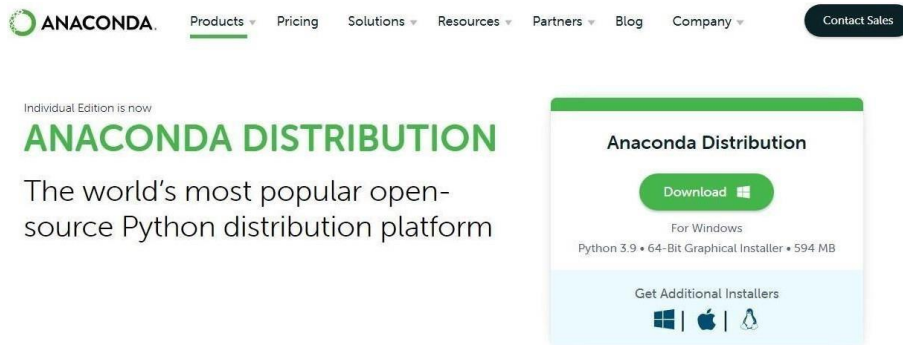 ANACONDA.
Products Pricing Solutions Resources Partners Blog Company Contact Sales
Individual Edition is now
ANACONDA DISTRIBUTION
The world's most popular open-
source Python distribution platform
Anaconda Distribution
Download
For Windows
Python 3.9 • 64-Bit Graphical Installer • 594 MB
Get Additional Installers